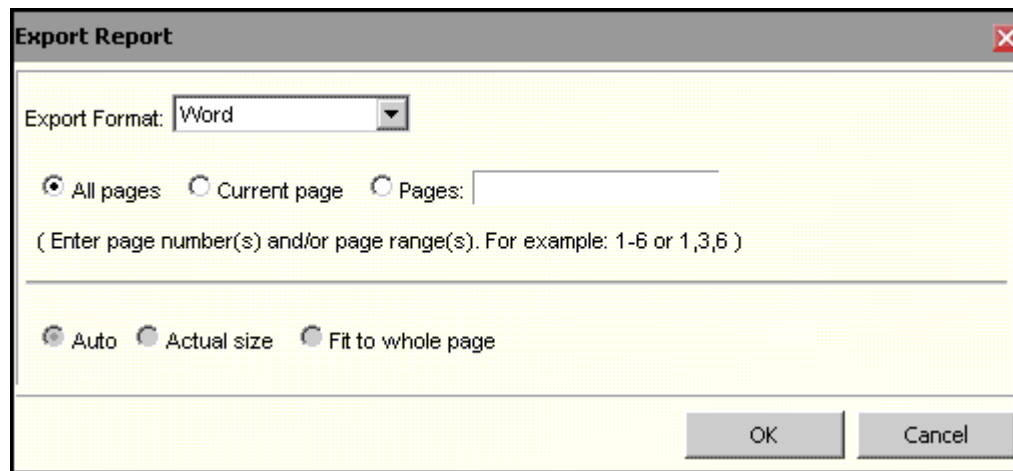 Export Report
Export Format: Word
All pages Current page Pages:
( Enter page number(s) and/or page range(s). For example: 1-6 or 1,3,6 )
Auto Actual size Fit to whole page
OK Cancel